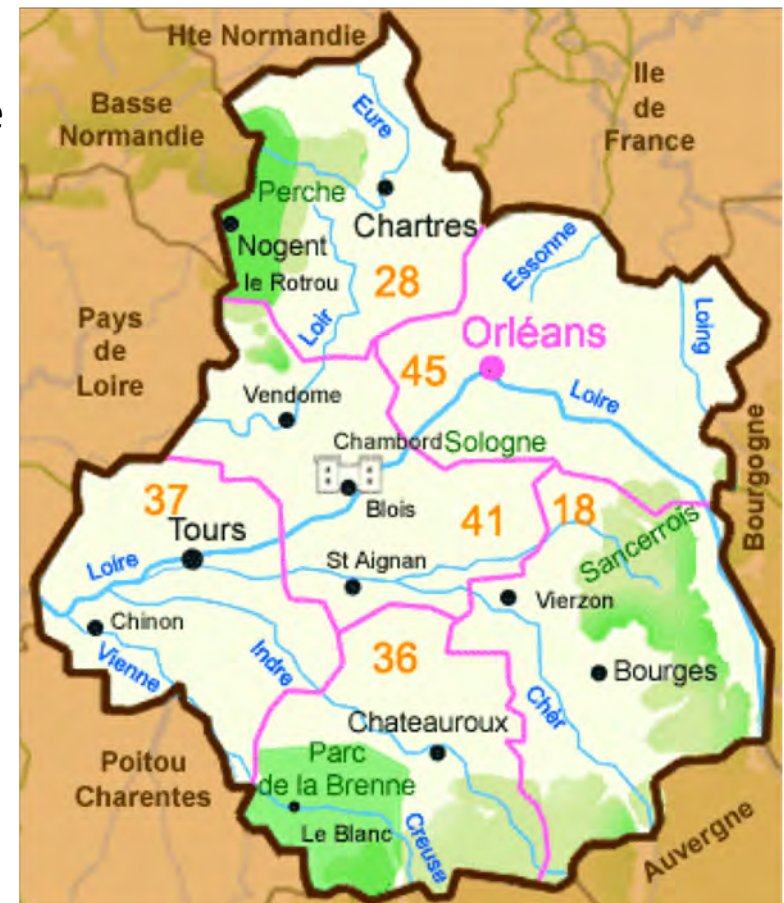 Hte Normandie
Ile
de
France
Basse
Normandie
e
Eure
Perche
Chartres
Nogent
le Rotrou
28
Essonne
Loing
Pays
de
Loire
Loir
Orléans
45
Loire
Vendome
Chambord
Sologne
Bourgogne
37
Tours
Blois
41
18
Sancerrois
Loire
St Aignan
Vierzon
Chinon
Vienne
Indre
36
Bourges
Chèr
Chateauroux
Poitou
Charentes
Parc
de la Brenne
Le Blanc
Creuse
Auvergne